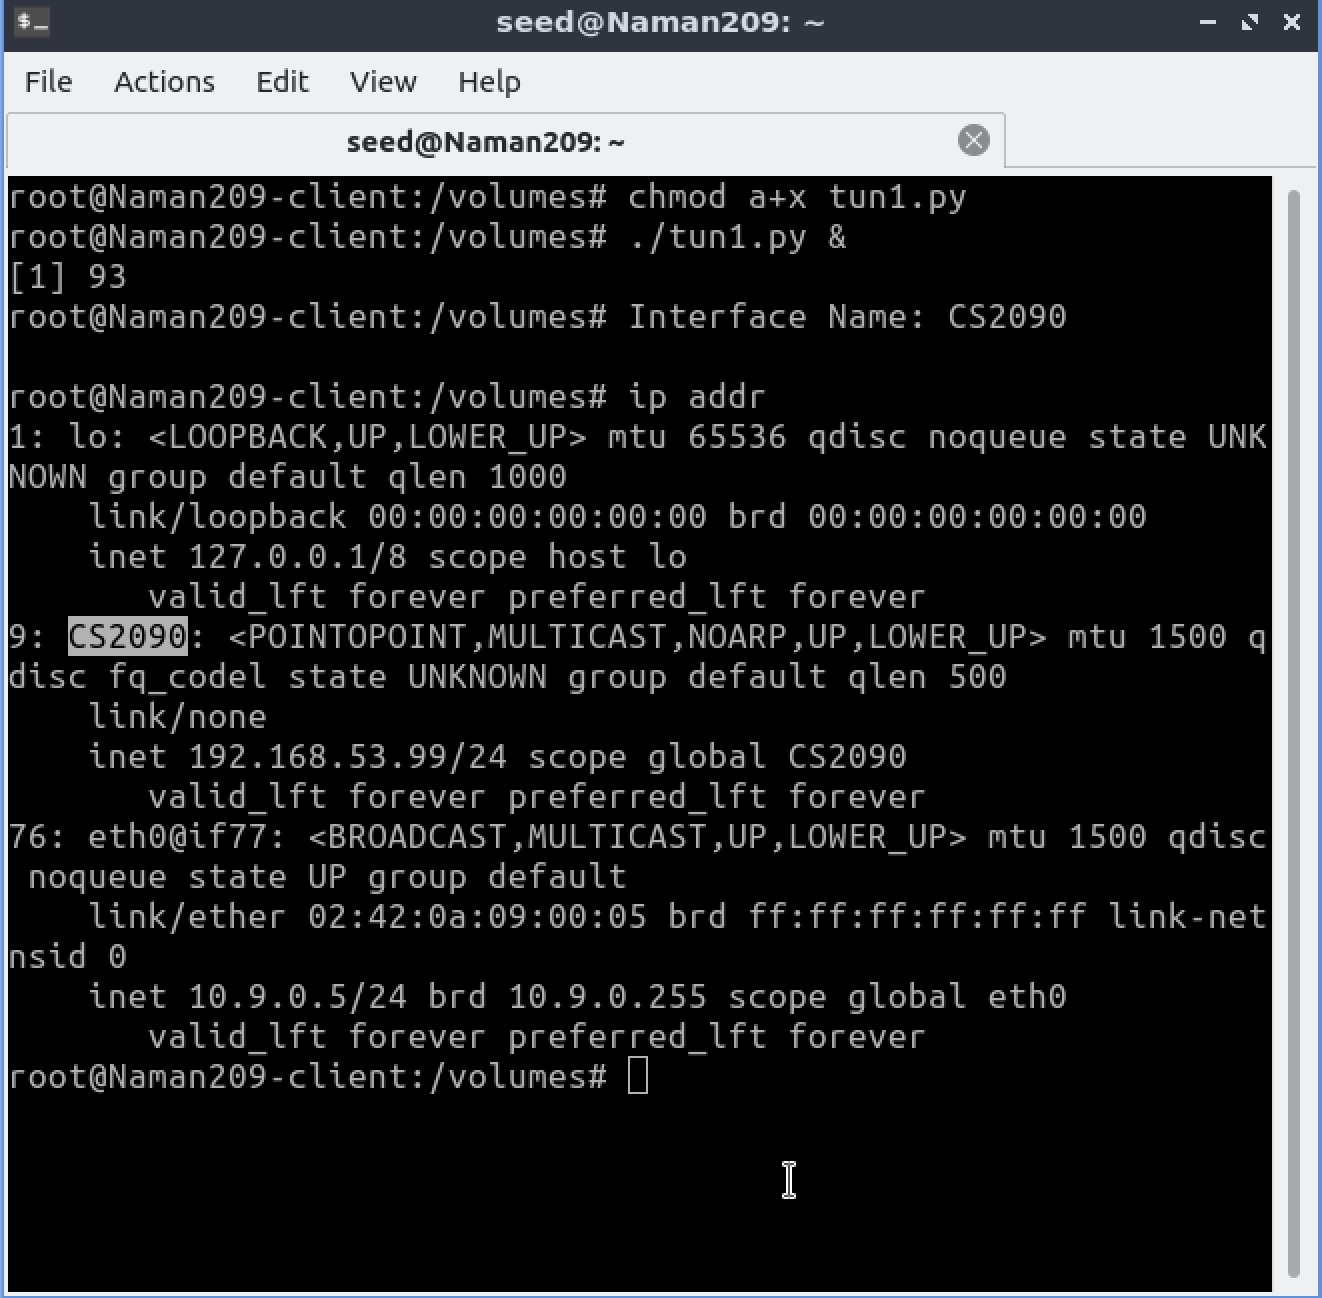 $_ seed@Naman209: ~
File Actions Edit View Help
seed@Naman209: ~
root@Naman209-client:/volumes# chmod a+x tun1.py
root@Naman209-client:/volumes# ./tun1.py &
[1] 93
root@Naman209-client:/volumes# Interface Name: CS2090
root@Naman209-client:/volumes# ip addr
1: lo: <LOOPBACK,UP,LOWER_UP> mtu 65536 qdisc noqueue state UNK
NOWN group default qlen 1000
    link/loopback 00:00:00:00:00:00 brd 00:00:00:00:00:00
    inet 127.0.0.1/8 scope host lo
       valid_lft forever preferred_lft forever
9: CS2090: <POINTOPOINT,MULTICAST,NOARP,UP,LOWER_UP> mtu 1500 q
disc fq_codel state UNKNOWN group default qlen 500
    link/none
    inet 192.168.53.99/24 scope global CS2090
       valid_lft forever preferred_lft forever
76: eth0@if77: <BROADCAST,MULTICAST,UP,LOWER_UP> mtu 1500 qdisc
 noqueue state UP group default
    link/ether 02:42:0a:09:00:05 brd ff:ff:ff:ff:ff:ff link-net
nsid 0
    inet 10.9.0.5/24 brd 10.9.0.255 scope global eth0
       valid_lft forever preferred_lft forever
root@Naman209-client:/volumes#